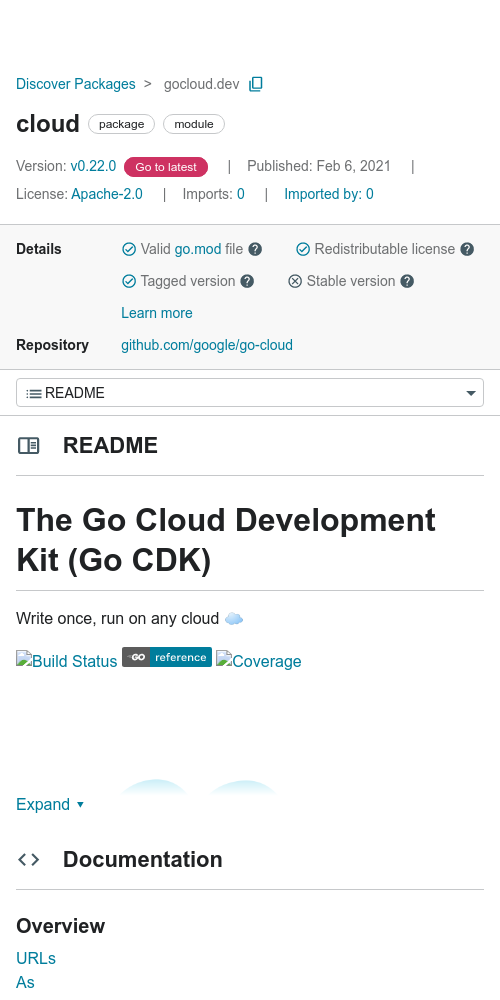 Discover Packages > gocloud.dev
cloud package module
Version: v0.22.0 Go to latest | Published: Feb 6, 2021 |
License: Apache-2.0 | Imports: 0 | Imported by: 0
Details Valid go.mod file ? Redistributable license ?
Tagged version ? Stable version ?
Learn more
Repository github.com/google/go-cloud
README
README
The Go Cloud Development
Kit (Go CDK)
Write once, run on any cloud ☁️
Build Status GO reference Coverage
Expand ▼
Documentation
Overview
URLs
As